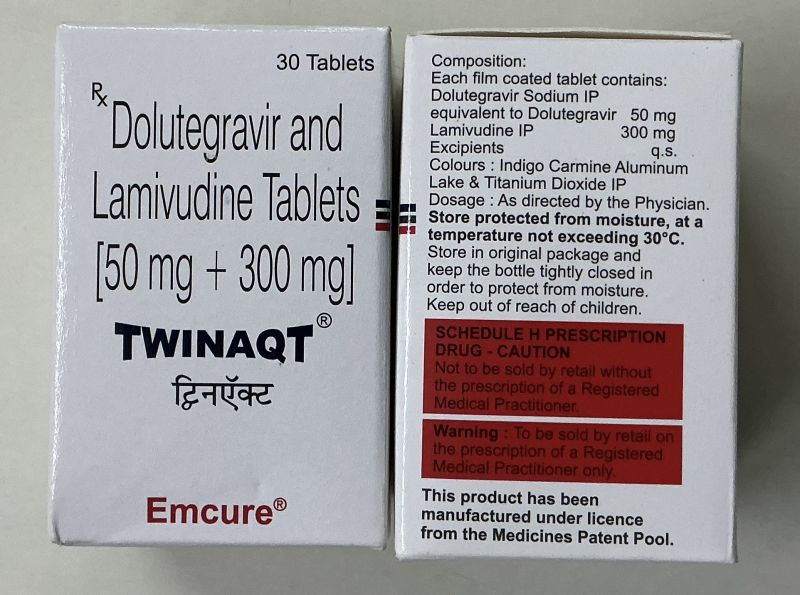 30 Tablets
Rx
Dolutegravir and
Lamivudine Tablets
[50 mg + 300 mg]
TWINAQT®
ट्विनऍक्ट
Emcure®
Composition:
Each film coated tablet contains:
Dolutegravir Sodium IP
equivalent to Dolutegravir 50 mg
Lamivudine IP 300 mg
Excipients q.s.
Colours : Indigo Carmine Aluminum
Lake & Titanium Dioxide IP
Dosage : As directed by the Physician.
Store protected from moisture, at a
temperature not exceeding 30°C.
Store in original package and
keep the bottle tightly closed in
order to protect from moisture.
Keep out of reach of children.
SCHEDULE H PRESCRIPTION
DRUG - CAUTION
Not to be sold by retail without
the prescription of a Registered
Medical Practitioner.
Warning : To be sold by retail on
the prescription of a Registered
Medical Practitioner only.
This product has been
manufactured under licence
from the Medicines Patent Pool.